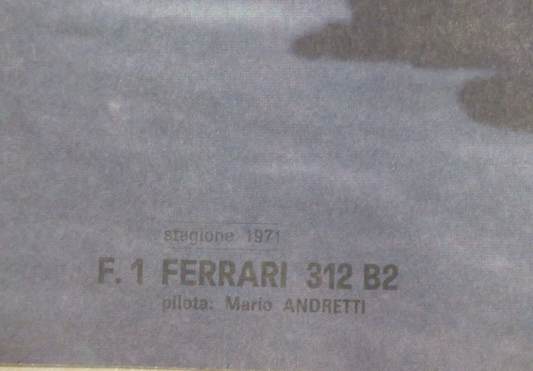 stagione 1971
F. 1 FERRARI 312 B2
pilota: Mario ANDRETTI